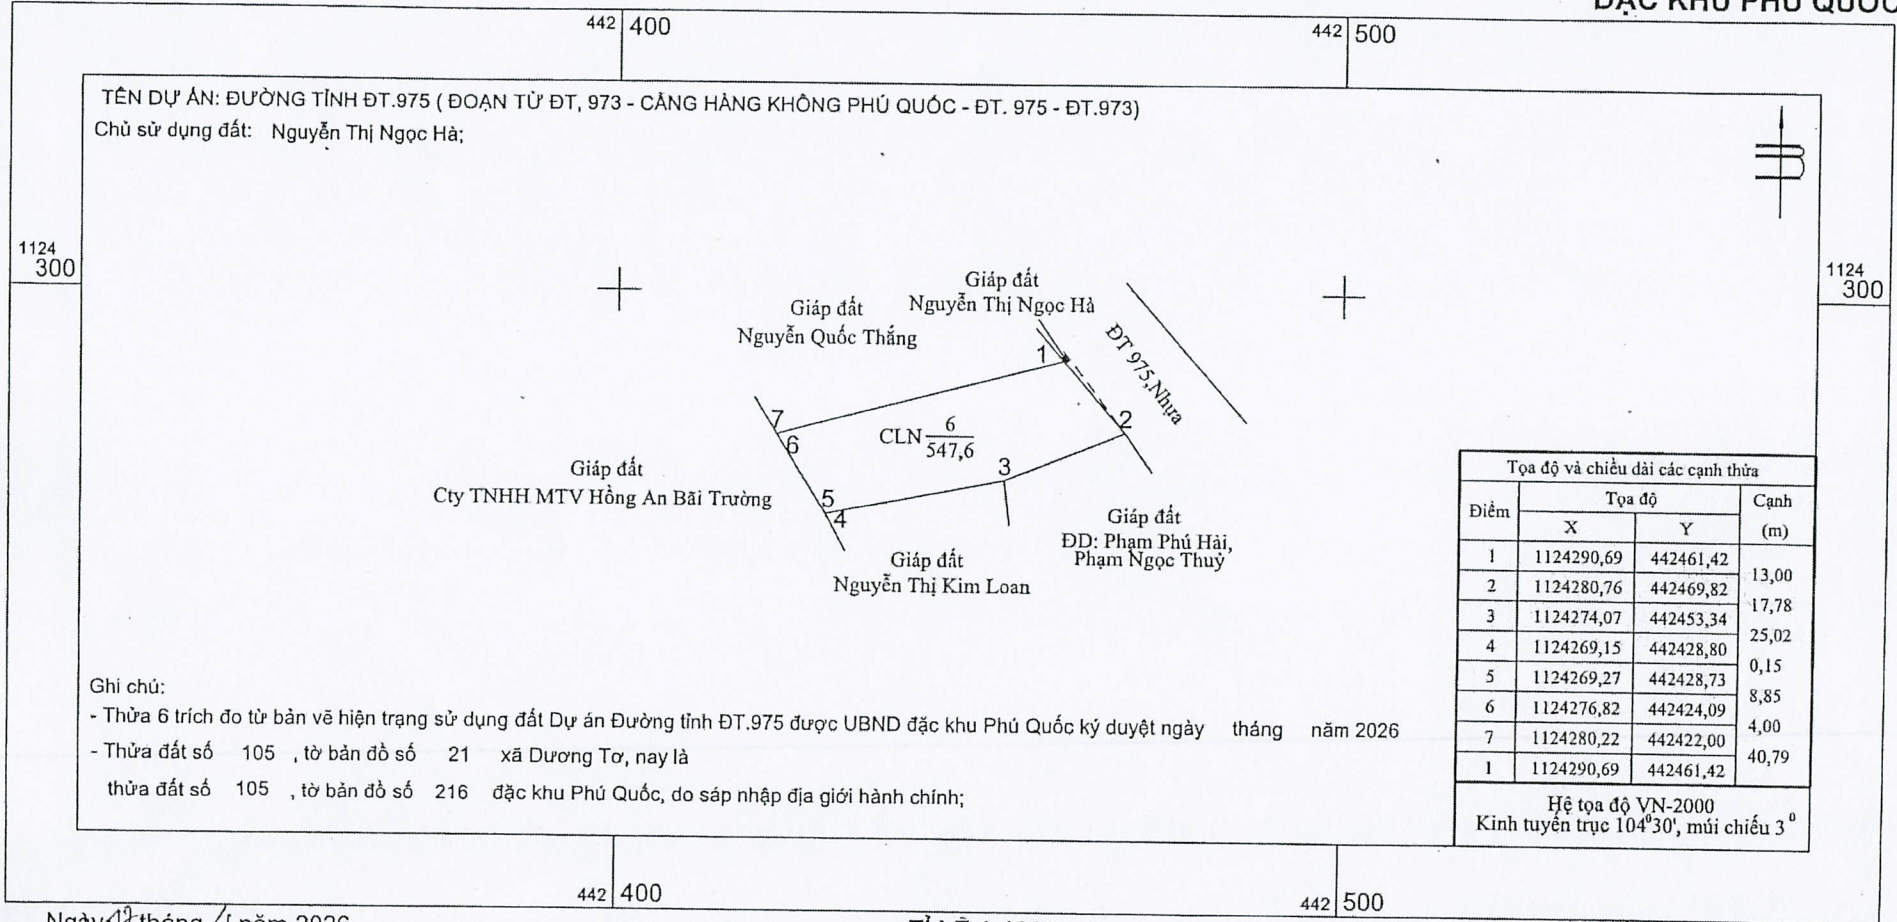 ĐẶC KHU PHÚ QUỐC
442 400
442 500
TÊN DỰ ÁN: ĐƯỜNG TỈNH ĐT.975 ( ĐOẠN TỪ ĐT, 973 - CẢNG HÀNG KHÔNG PHÚ QUỐC - ĐT. 975 - ĐT.973)
Chủ sử dụng đất: Nguyễn Thị Ngọc Hà;
1124
300
1124
300
Giáp đất
Nguyễn Thị Ngọc Hà
Giáp đất
Nguyễn Quốc Thắng
ĐT 975,Nhựa
1
2
3
7
6
5
4
CLN 6
547,6
Giáp đất
Cty TNHH MTV Hồng An Bãi Trường
Giáp đất
ĐD: Phạm Phú Hải,
Phạm Ngọc Thuỷ
Giáp đất
Nguyễn Thị Kim Loan
Tọa độ và chiều dài các cạnh thửa
Điểm Tọa độ Cạnh
X Y (m)
1 1124290,69 442461,42
13,00
2 1124280,76 442469,82
17,78
3 1124274,07 442453,34
25,02
4 1124269,15 442428,80
0,15
5 1124269,27 442428,73
8,85
6 1124276,82 442424,09
4,00
7 1124280,22 442422,00
40,79
1 1124290,69 442461,42
Hệ tọa độ VN-2000
Kinh tuyến trục 104⁰30', múi chiếu 3⁰
Ghi chú:
- Thửa 6 trích đo từ bản vẽ hiện trạng sử dụng đất Dự án Đường tỉnh ĐT.975 được UBND đặc khu Phú Quốc ký duyệt ngày tháng năm 2026
- Thửa đất số 105 , tờ bản đồ số 21 xã Dương Tơ, nay là
thửa đất số 105 , tờ bản đồ số 216 đặc khu Phú Quốc, do sáp nhập địa giới hành chính;
442 400
442 500
Ngày tháng năm 2026